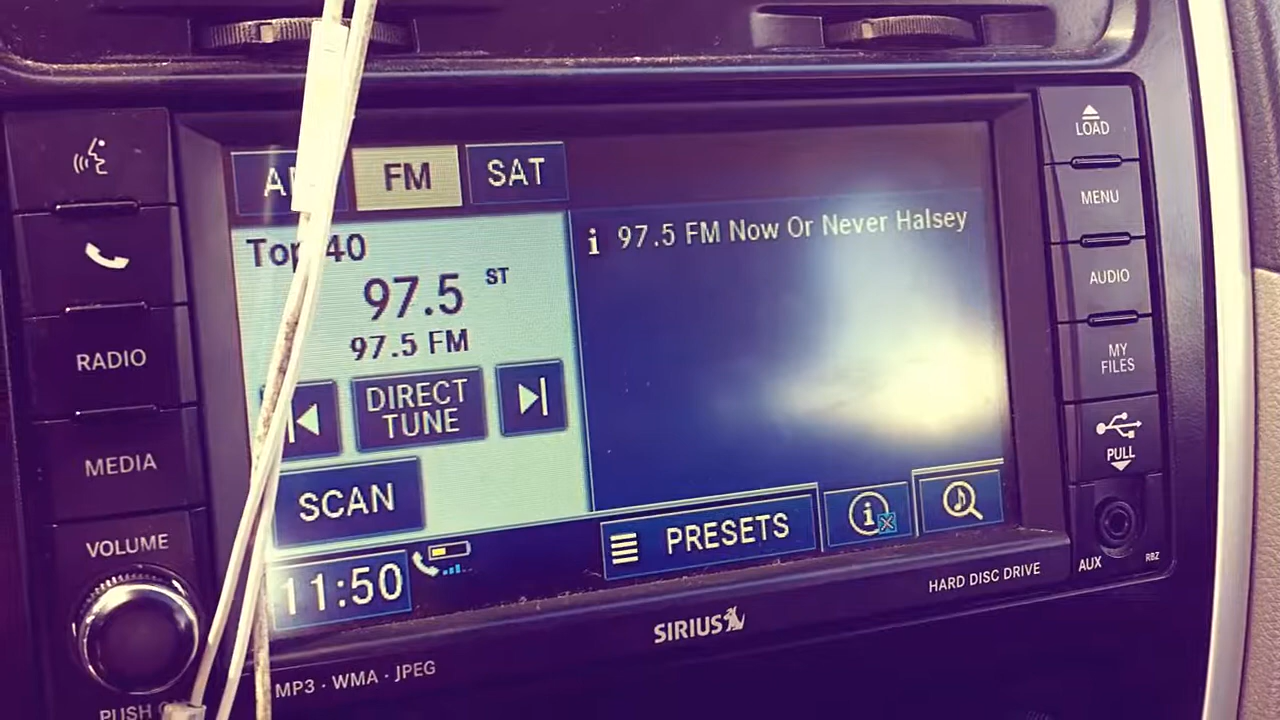 FM
SAT
Top 40
97.5 ST
97.5 FM
DIRECT
TUNE
SCAN
11:50
i 97.5 FM Now Or Never Halsey
PRESETS
i
RADIO
MEDIA
VOLUME
PUSH
LOAD
MENU
AUDIO
MY
FILES
PULL
AUX
RBZ
HARD DISC DRIVE
SIRIUS
MP3 · WMA · JPEG